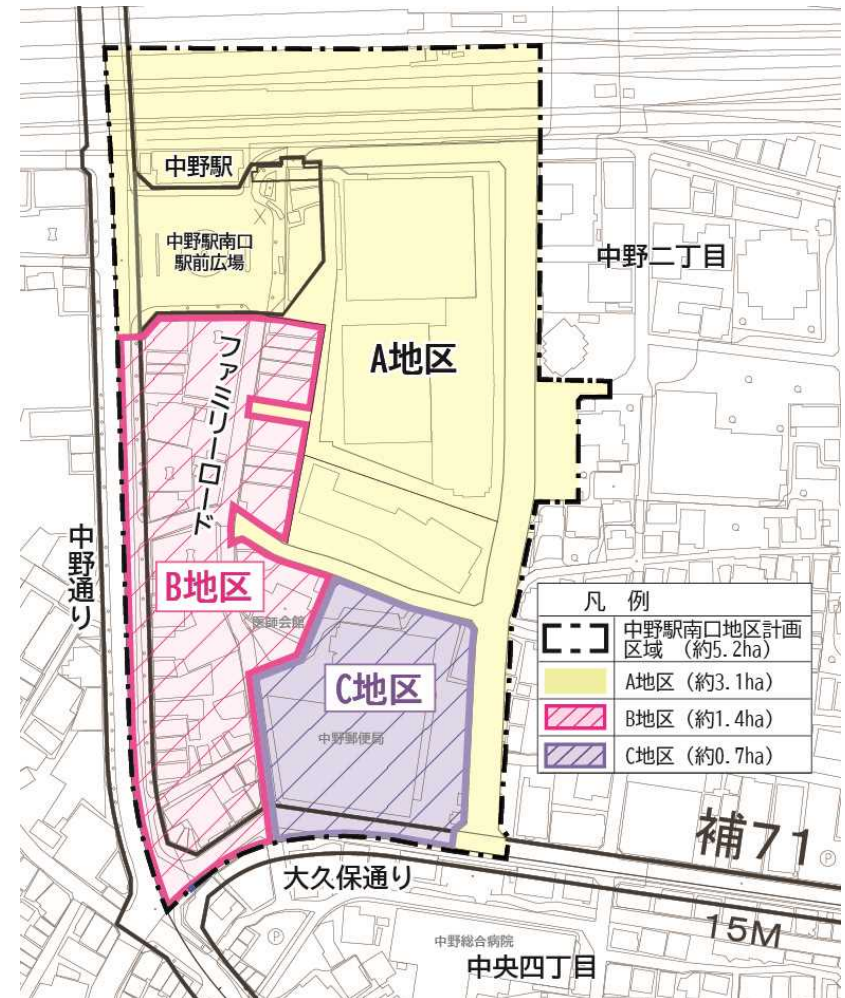 中野駅
中野駅南口
駅前広場
中野二丁目
A地区
ファミリーロード
中野通り
B地区
医師会館
C地区
中野郵便局
凡 例
中野駅南口地区計画
区域 (約5.2ha)
A地区 (約3.1ha)
B地区 (約1.4ha)
C地区 (約0.7ha)
補71
P
大久保通り
15M
P
中野総合病院
中央四丁目